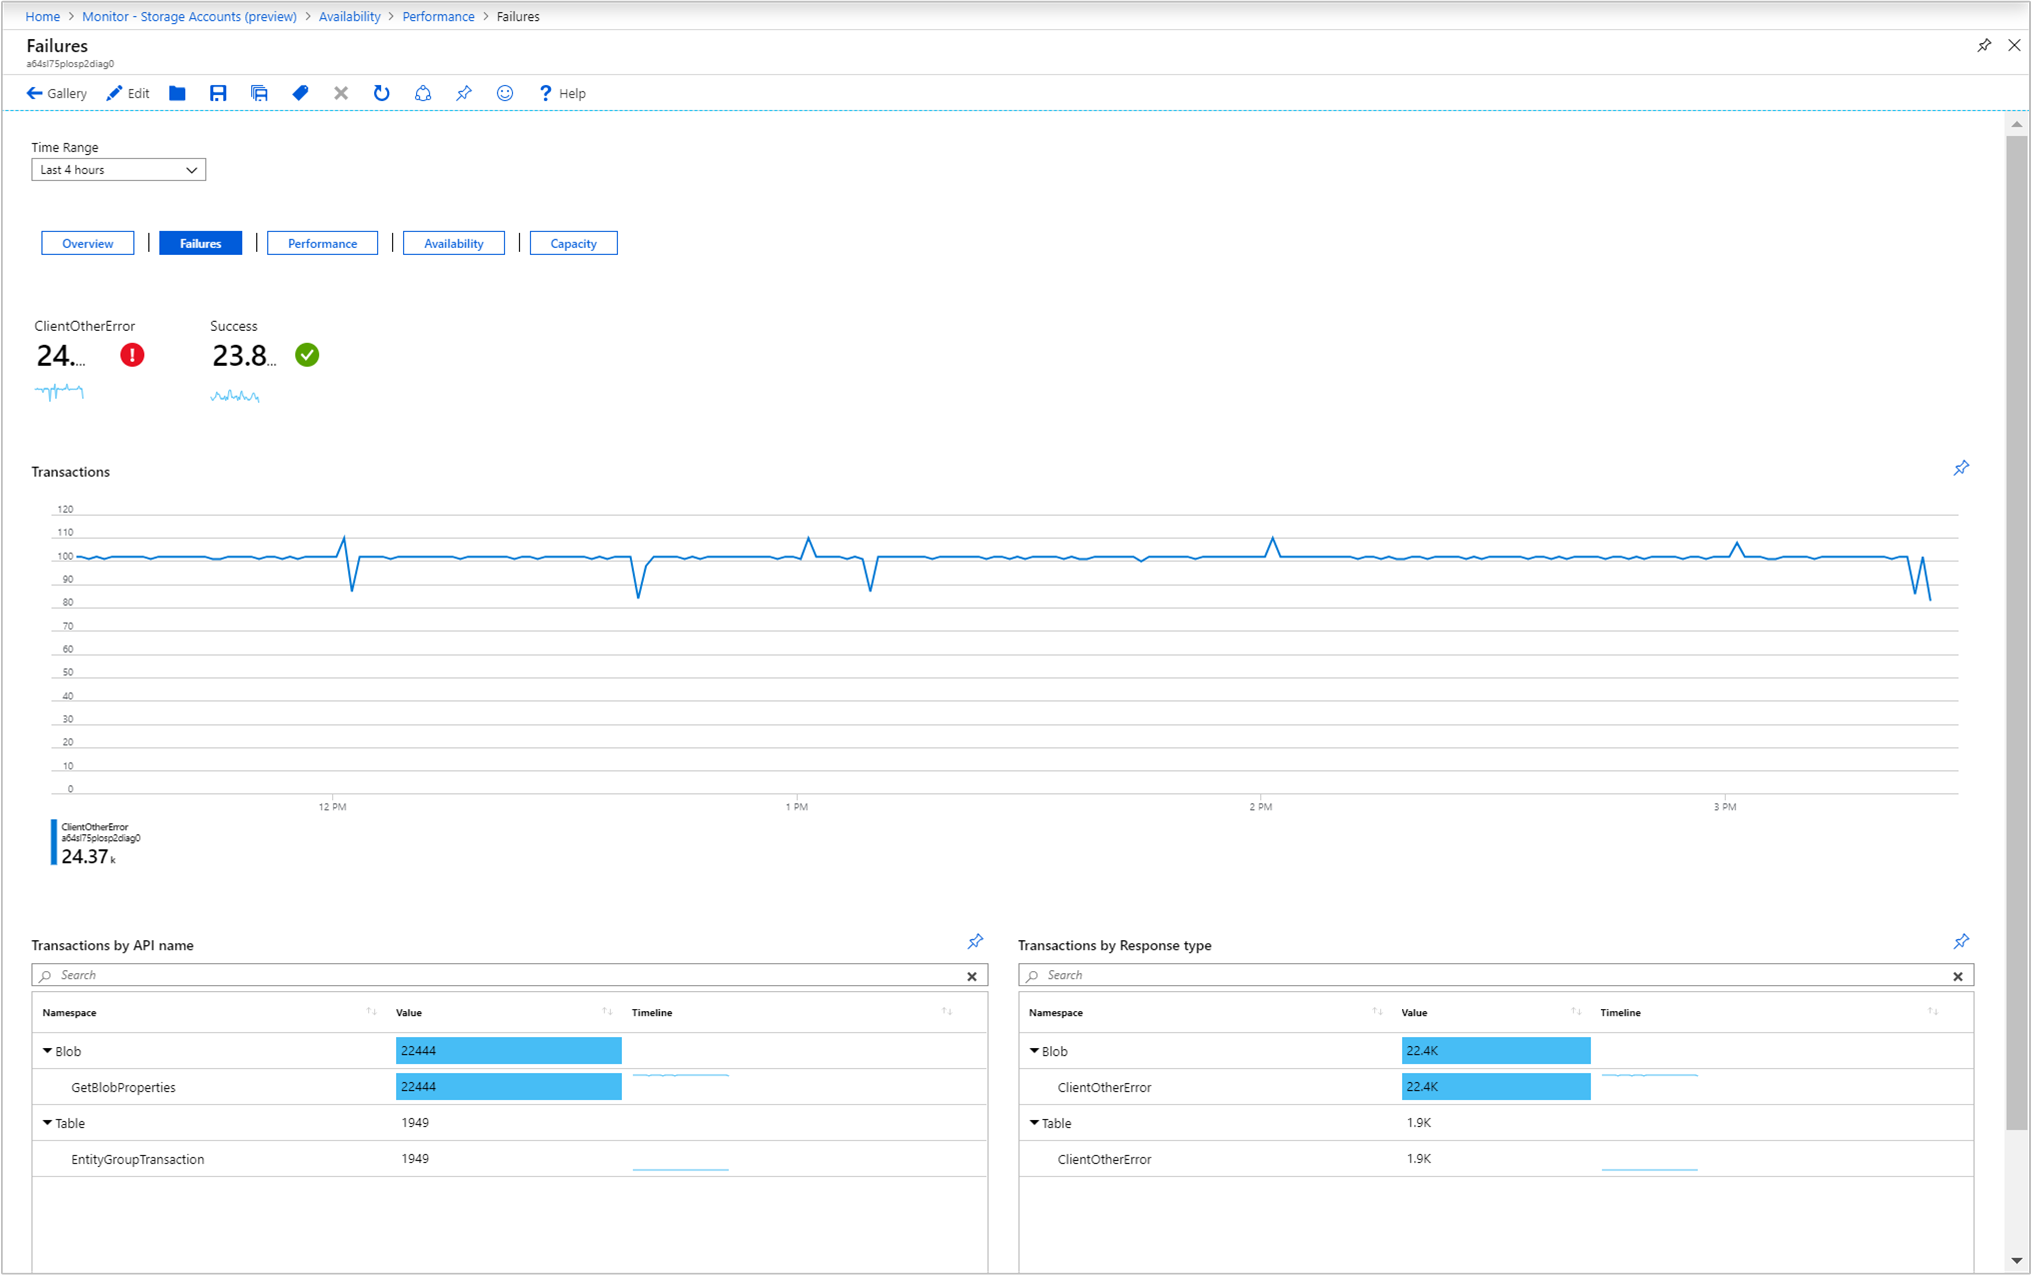 Home > Monitor - Storage Accounts (preview) > Availability > Performance > Failures
Failures
a64sl75plosp2diag0
Gallery Edit ? Help
Time Range
Last 4 hours
Overview | Failures | Performance | Availability | Capacity
ClientOtherError Success
24.... 23.8...
Transactions
120
110
100
90
80
70
60
50
40
30
20
10
0
12 PM 1 PM 2 PM 3 PM
ClientOtherError
a64sl75plosp2diag0
24.37 k
Transactions by API name
Search
Namespace Value Timeline
Blob 22444
GetBlobProperties 22444
Table 1949
EntityGroupTransaction 1949
Transactions by Response type
Search
Namespace Value Timeline
Blob 22.4K
ClientOtherError 22.4K
Table 1.9K
ClientOtherError 1.9K